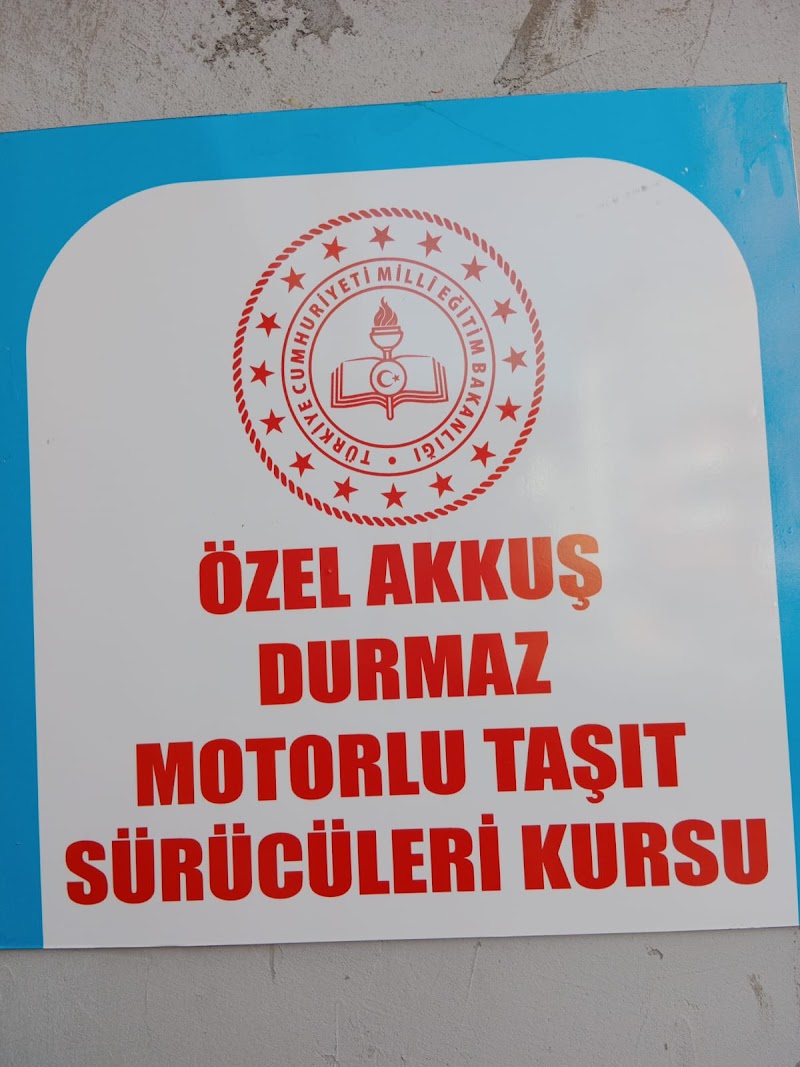 TÜRKİYE CUMHURİYETİ MİLLİ EĞİTİM BAKANLIĞI
ÖZEL AKKUŞ
DURMAZ
MOTORLU TAŞIT
SÜRÜCÜLERİ KURSU